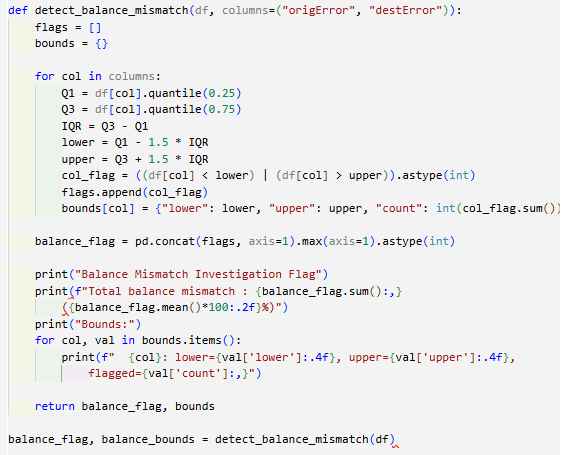 def detect_balance_mismatch(df, columns=("origError", "destError")):
    flags = []
    bounds = {}
    for col in columns:
        Q1 = df[col].quantile(0.25)
        Q3 = df[col].quantile(0.75)
        IQR = Q3 - Q1
        lower = Q1 - 1.5 * IQR
        upper = Q3 + 1.5 * IQR
        col_flag = ((df[col] < lower) | (df[col] > upper)).astype(int)
        flags.append(col_flag)
        bounds[col] = {"lower": lower, "upper": upper, "count": int(col_flag.sum())
    balance_flag = pd.concat(flags, axis=1).max(axis=1).astype(int)
    print("Balance Mismatch Investigation Flag")
    print(f"Total balance mismatch : {balance_flag.sum():,}
        ({balance_flag.mean()*100:.2f}%)")
    print("Bounds:")
    for col, val in bounds.items():
        print(f"  {col}: lower={val['lower']:.4f}, upper={val['upper']:.4f},
            flagged={val['count']:,}")
    return balance_flag, bounds
balance_flag, balance_bounds = detect_balance_mismatch(df)